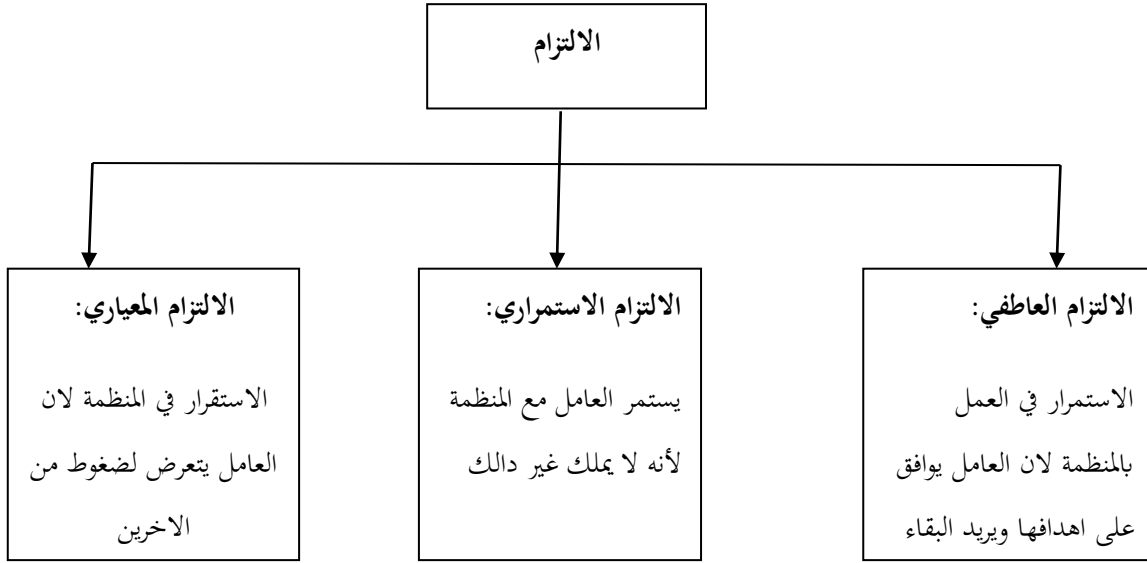 الالتزام
الالتزام العاطفي:
الاستمرار في العمل
بالمنظمة لان العامل يوافق
على اهدافها ويريد البقاء
الالتزام الاستمراري:
يستمر العامل مع المنظمة
لأنه لا يملك غير دالك
الالتزام المعياري:
الاستقرار في المنظمة لان
العامل يتعرض لضغوط من
الاخرين